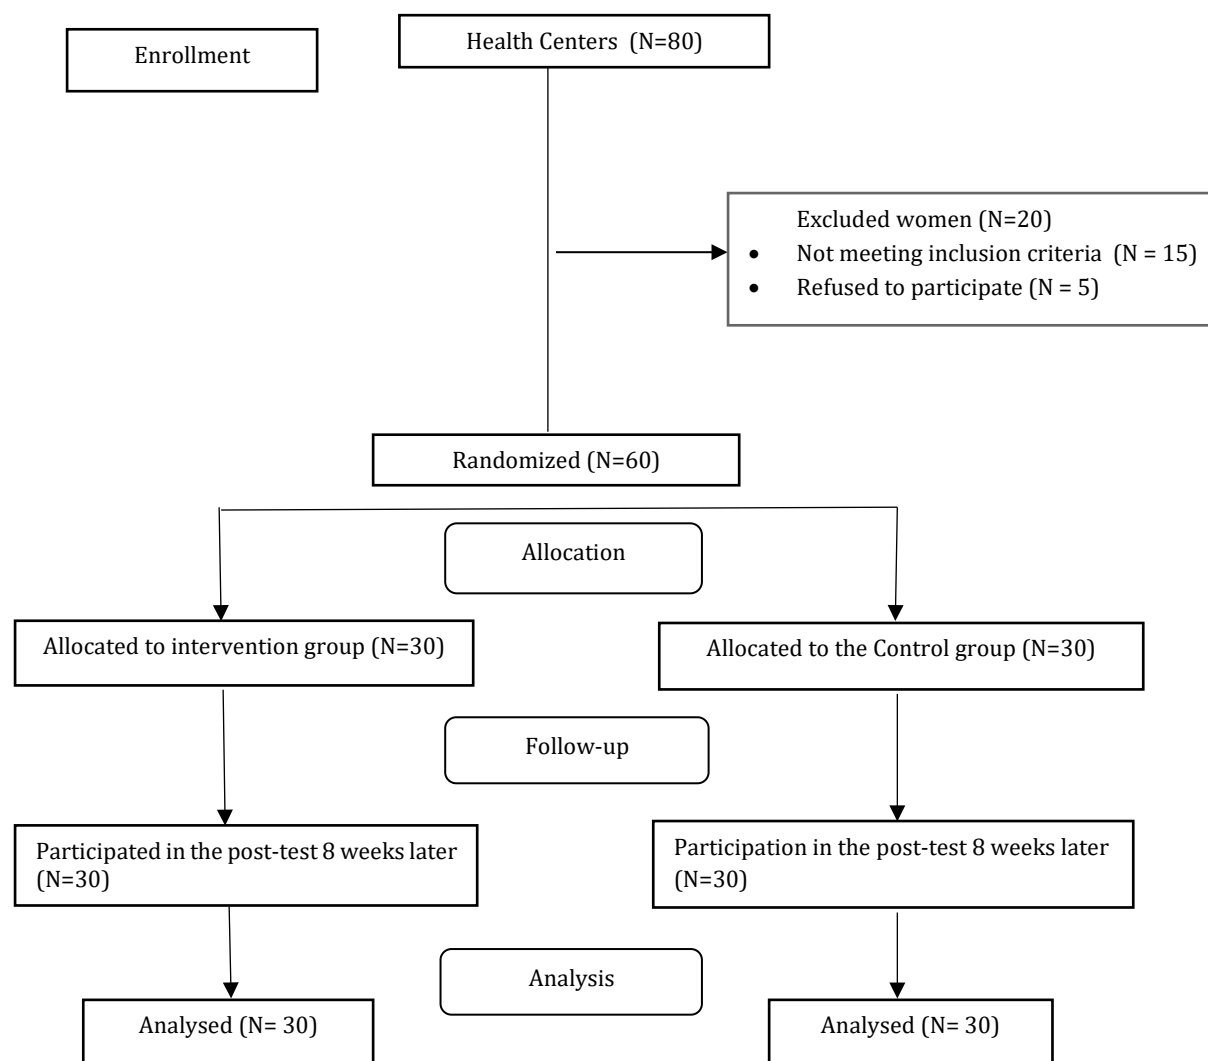 Enrollment
Health Centers (N=80)
Excluded women (N=20)
• Not meeting inclusion criteria (N = 15)
• Refused to participate (N = 5)
Randomized (N=60)
Allocation
Allocated to intervention group (N=30)
Allocated to the Control group (N=30)
Follow-up
Participated in the post-test 8 weeks later
(N=30)
Participation in the post-test 8 weeks later
(N=30)
Analysis
Analysed (N= 30)
Analysed (N= 30)